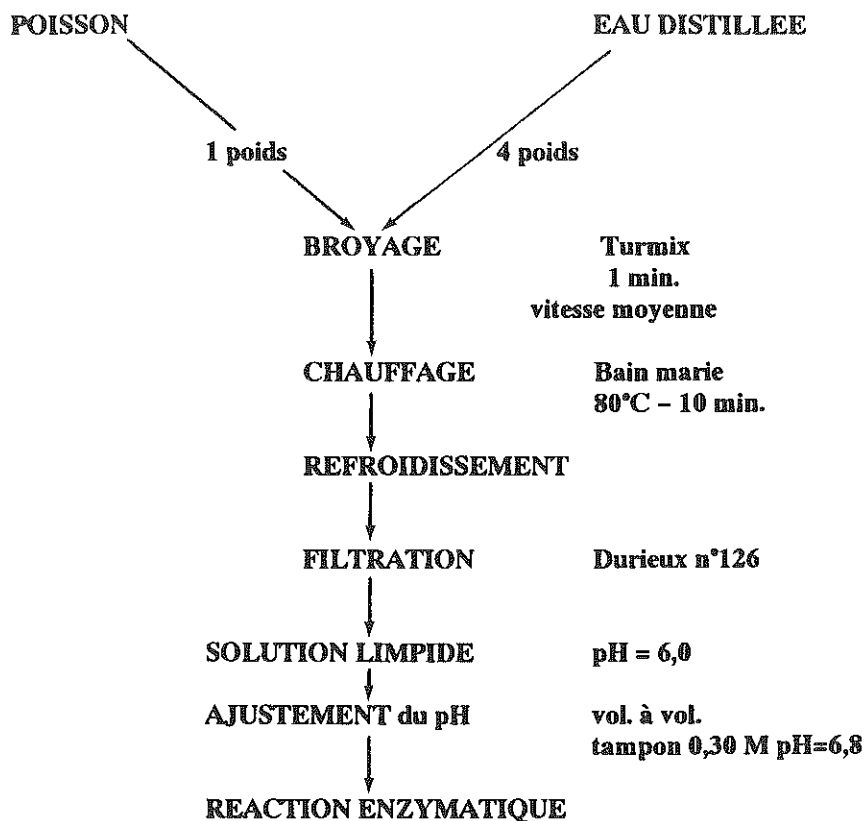 POISSON
EAU DISTILLEE
1 poids
4 poids
BROYAGE
Turmix
1 min.
vitesse moyenne
CHAUFFAGE
Bain marie
80°C – 10 min.
REFROIDISSEMENT
FILTRATION
Durieux n°126
SOLUTION LIMPIDE
pH = 6,0
AJUSTEMENT du pH
vol. à vol.
tampon 0,30 M pH=6,8
REACTION ENZYMATIQUE